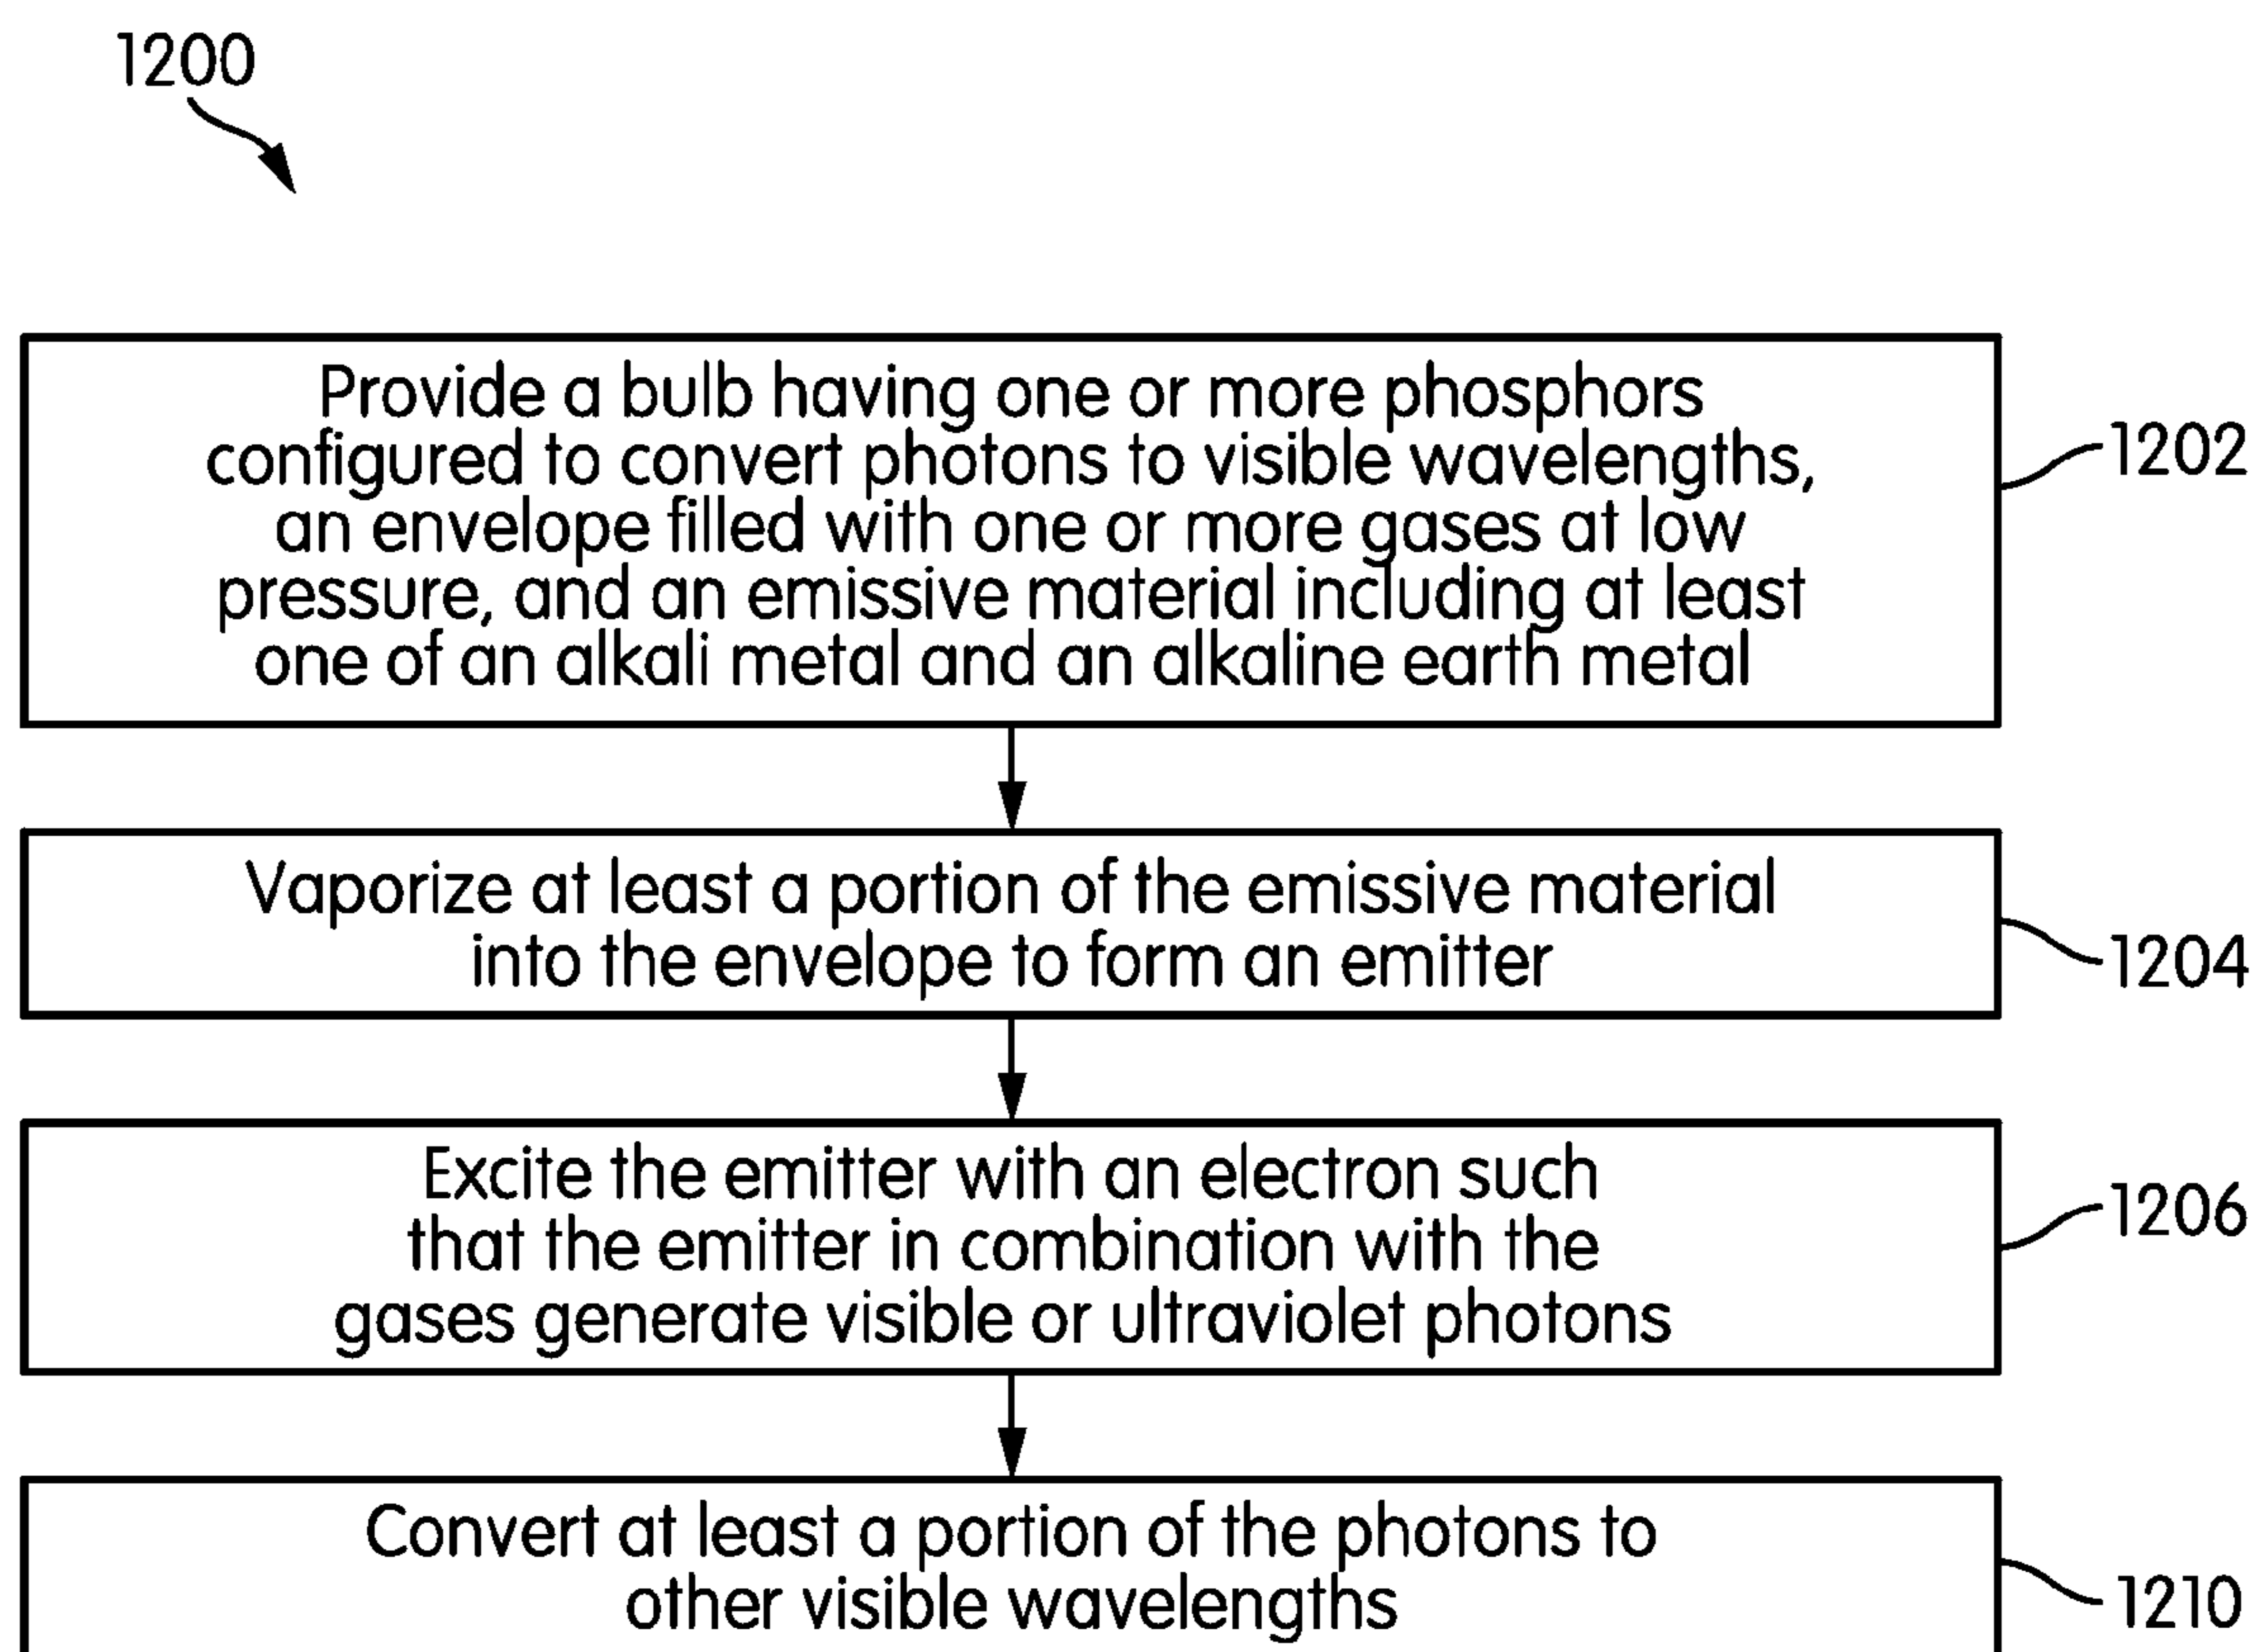 1200
Provide a bulb having one or more phosphors
configured to convert photons to visible wavelengths,
an envelope filled with one or more gases at low
pressure, and an emissive material including at least
one of an alkali metal and an alkaline earth metal
1202
Vaporize at least a portion of the emissive material
into the envelope to form an emitter
1204
Excite the emitter with an electron such
that the emitter in combination with the
gases generate visible or ultraviolet photons
1206
Convert at least a portion of the photons to
other visible wavelengths
1210